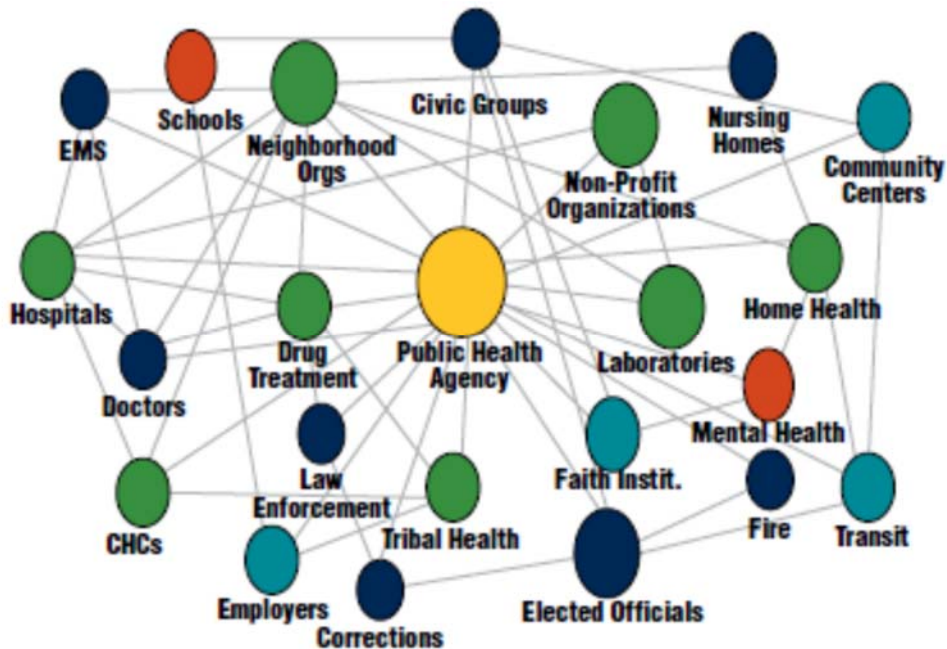 Civic Groups
Schools
EMS
Neighborhood
Orgs
Nursing
Homes
Community
Centers
Non-Profit
Organizations
Hospitals
Home Health
Drug
Treatment
Public Health
Agency
Laboratories
Doctors
Mental Health
Law
Enforcement
Faith Instit.
Fire
Transit
CHCs
Tribal Health
Employers
Corrections
Elected Officials